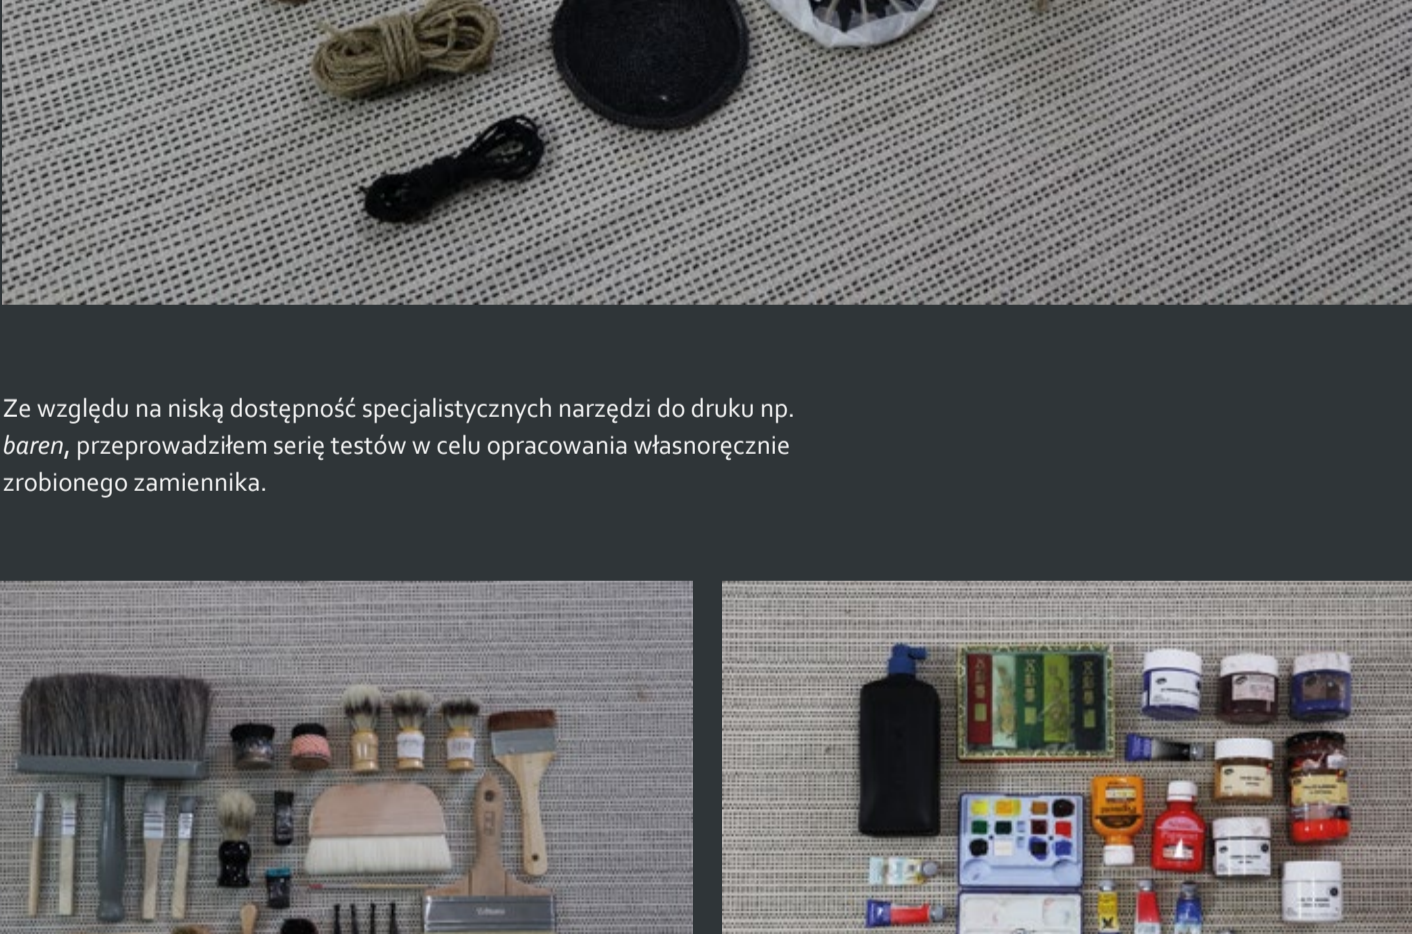 Ze względu na niską dostępność specjalistycznych narzędzi do druku np.
baren, przeprowadziłem serię testów w celu opracowania własnoręcznie
zrobionego zamiennika.